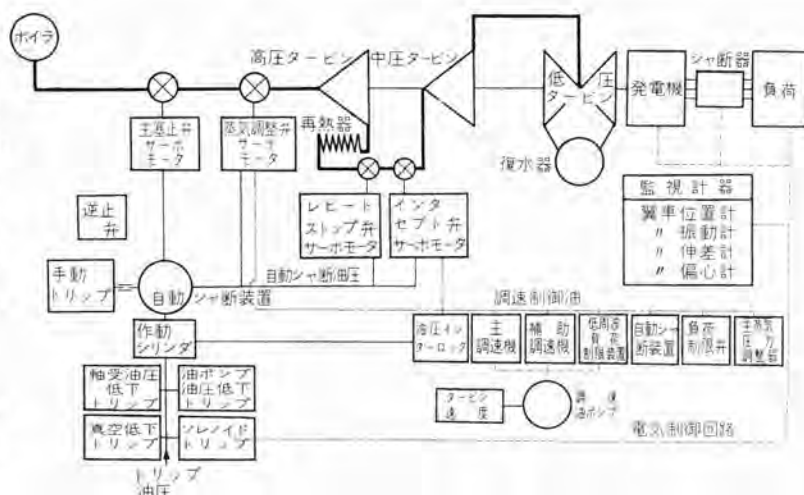 ボイラ
高圧タービン
中圧タービン
低圧
タービン
発電機
シャ断器
負荷
主塞止弁
サーボ
モータ
蒸気調整弁
サーボ
モータ
再熱器
復水器
逆止
弁
レヒート
ストップ弁
サーボモータ
インタ
セプト弁
サーボモータ
監視計器
翼車位置計
〃 振動計
〃 伸差計
〃 偏心計
手動
トリップ
自動シャ断装置
自動シャ断油圧
作動
シリンダ
調速制御油
油圧イン
ターロック
主
調速機
補助
調速機
低周波
負荷
制限装置
自動シャ
断装置
負荷
制限弁
主蒸気
圧力
調整器
軸受油圧
低下
トリップ
油ポンプ
油圧低下
トリップ
タービン
速度
調速
油ポンプ
真空低下
トリップ
ソレノイド
トリップ
電気制御回路
トリップ
油圧